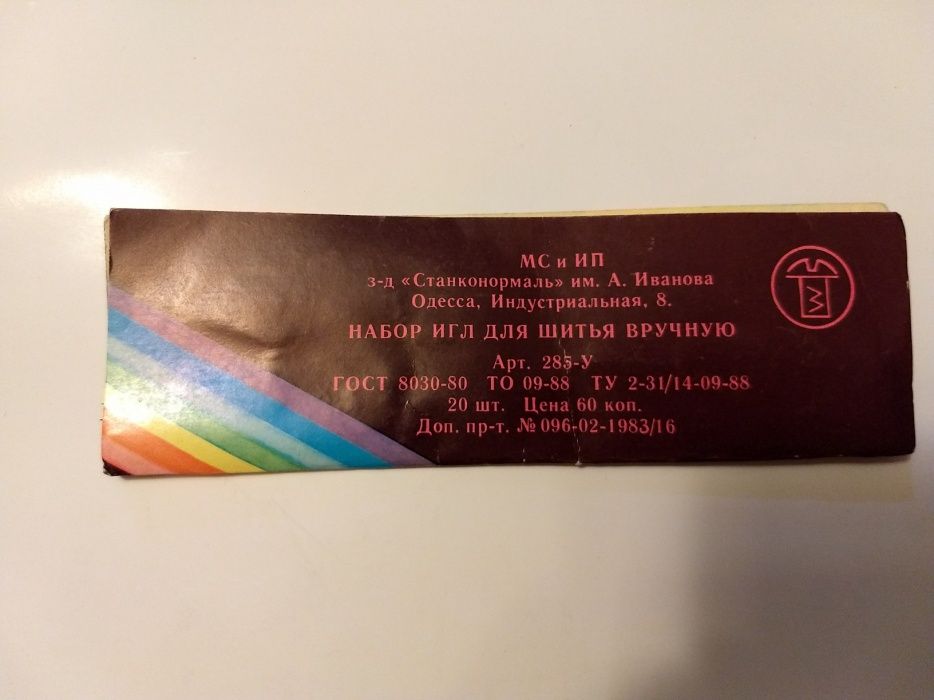 МС и ИП
з-д «Станконормаль» им. А. Иванова
Одесса, Индустриальная, 8.
НАБОР ИГЛ ДЛЯ ШИТЬЯ ВРУЧНУЮ
Арт. 285-У
ГОСТ 8030-80 ТО 09-88 ТУ 2-31/14-09-88
20 шт. Цена 60 коп.
Доп. пр-т. № 096-02-1983/16